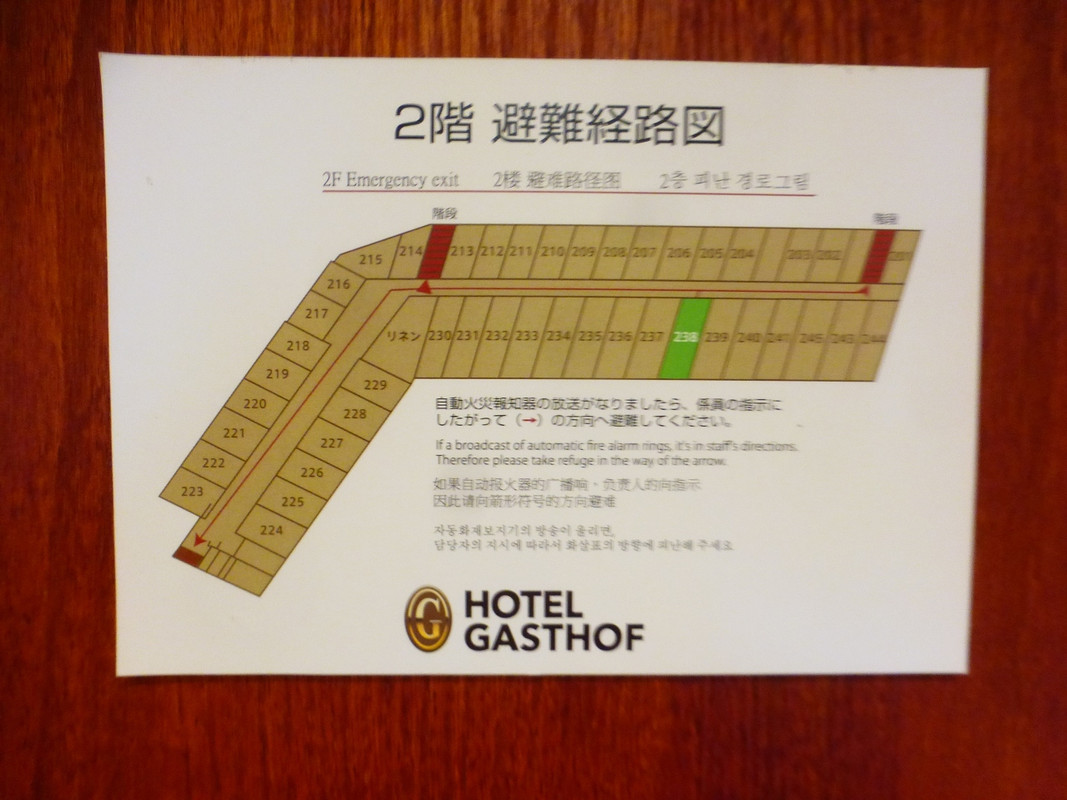 2階 避難経路図
2F Emergency exit 2楼 避难路径图 2층 피난 경로그림
階段 階段
214 213 212 211 210 209 208 207 206 205 204 203 202 201
215
216
217
218
219
220
221
222
223
リネン 230 231 232 233 234 235 236 237 238 239 240 241 243 244
229
228
227
226
225
224
自動火災報知器の放送がなりましたら、係員の指示に
したがって（→）の方向へ避難してください。
If a broadcast of automatic fire alarm rings, it's in staff's directions.
Therefore please take refuge in the way of the arrow.
如果自动报火器的广播响・负责人的向指示
因此请向箭形符号的方向避难
자동화재보지기의 방송이 울리면,
담당자의 지시에 따라서 화살표의 방향에 피난해 주세요
G HOTEL
GASTHOF